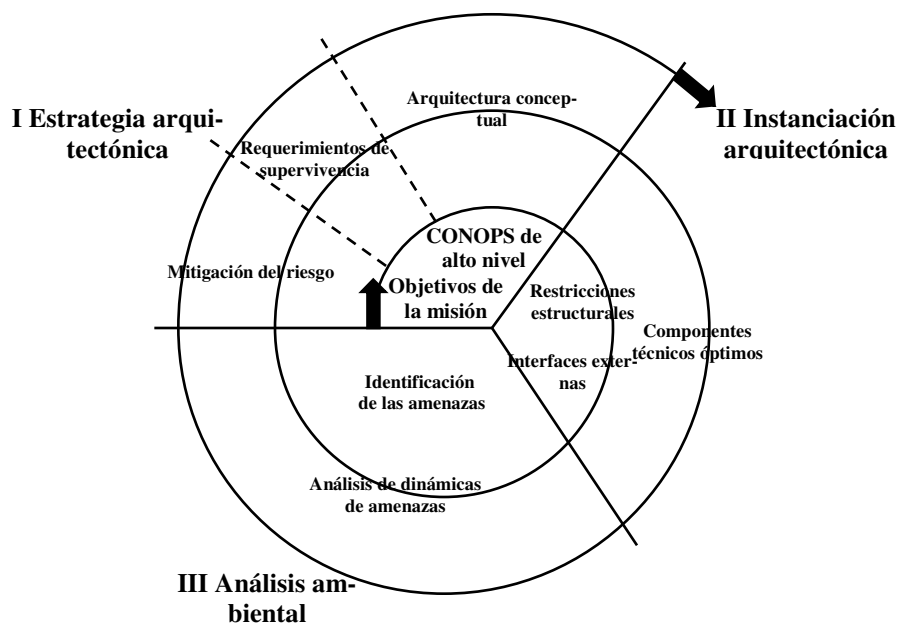 I Estrategia arqui-
tectónica
Arquitectura concep-
tual
II Instanciación
arquitectónica
Requerimientos de
supervivencia
CONOPS de
alto nivel
Objetivos de
la misión
Mitigación del riesgo
Restricciones
estructurales
Componentes
técnicos óptimos
Interfaces exter-
nas
Identificación
de las amenazas
Análisis de dinámicas
de amenazas
III Análisis am-
biental